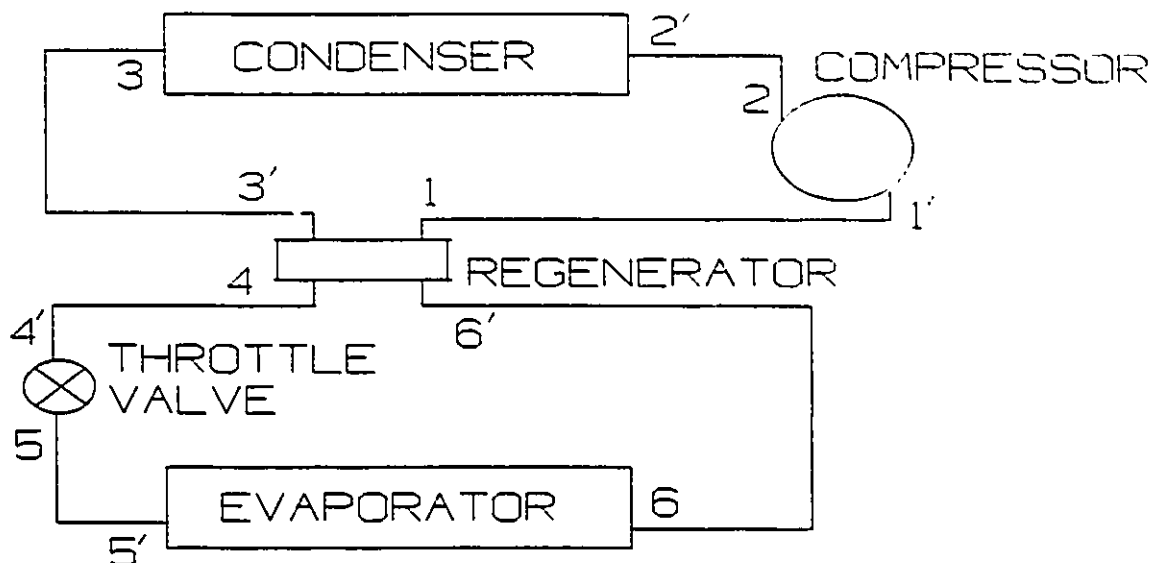 2'
CONDENSER
3
COMPRESSOR
2
3'
1
1'
REGENERATOR
4
6'
4'
THROTTLE
VALVE
5
EVAPORATOR
6
5'